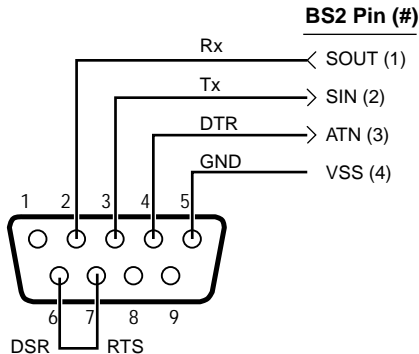 BS2 Pin (#)
Rx SOUT (1)
Tx SIN (2)
DTR ATN (3)
GND VSS (4)
1 2 3 4 5
6 7 8 9
DSR RTS